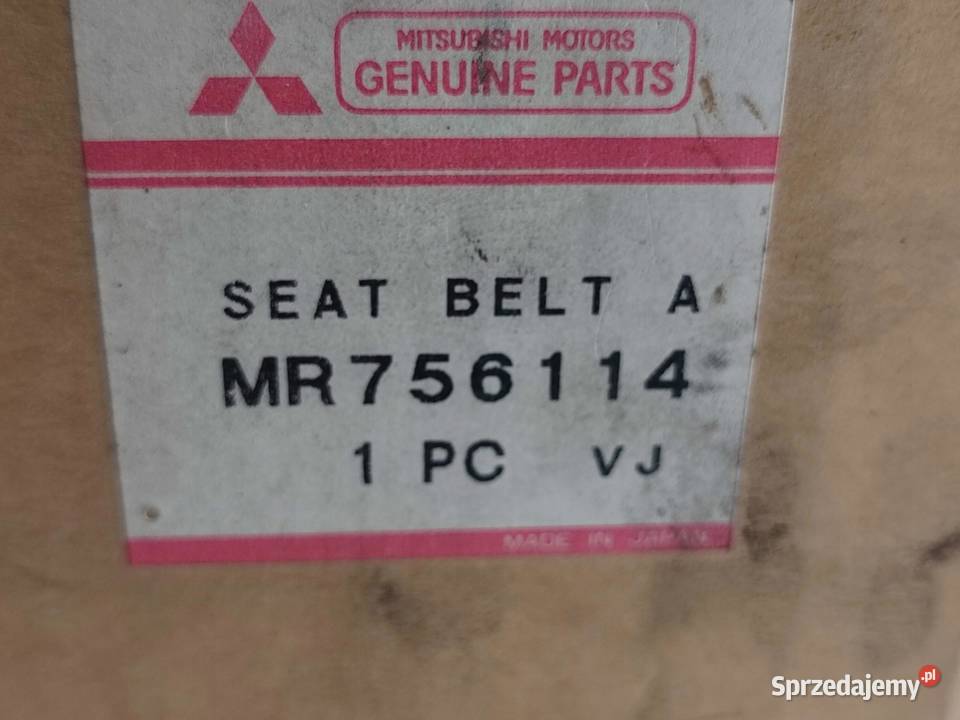 MITSUBISHI MOTORS
GENUINE PARTS
SEAT BELT A
MR756114
1 PC VJ
MADE IN JAPAN
Sprzedajemy.pl